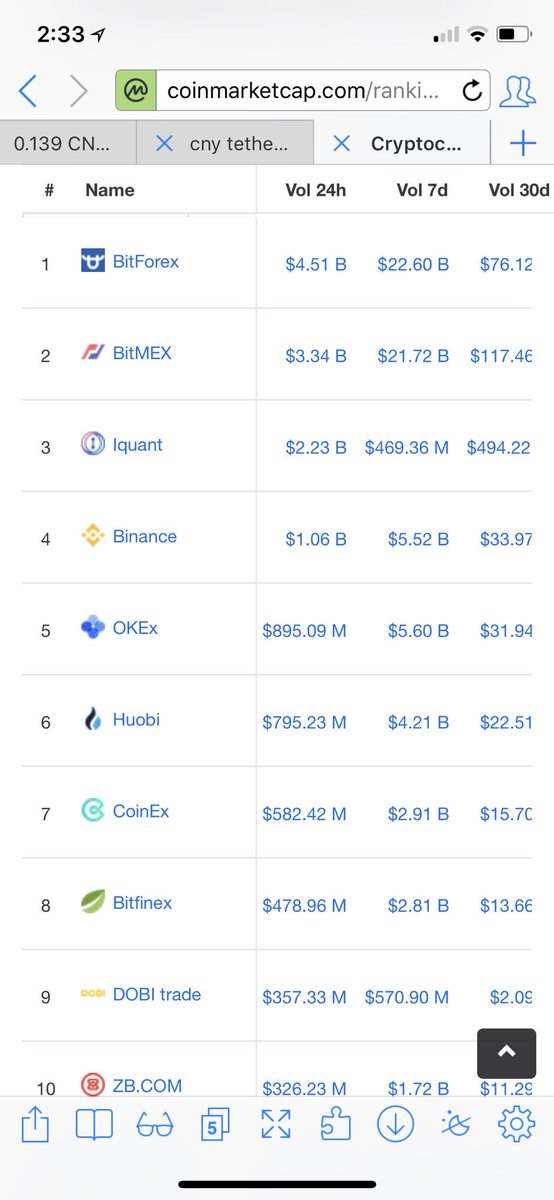 2:33
coinmarketcap.com/ranki...
0.139 CN...
cny tethe...
Cryptoc...
# Name Vol 24h Vol 7d Vol 30d
1 BitForex $4.51 B $22.60 B $76.12
2 BitMEX $3.34 B $21.72 B $117.46
3 Iquant $2.23 B $469.36 M $494.22
4 Binance $1.06 B $5.52 B $33.97
5 OKEx $895.09 M $5.60 B $31.94
6 Huobi $795.23 M $4.21 B $22.51
7 CoinEx $582.42 M $2.91 B $15.70
8 Bitfinex $478.96 M $2.81 B $13.66
9 DOBI DOBI trade $357.33 M $570.90 M $2.09
10 ZB.COM $326.23 M $1.72 B $11.29
5